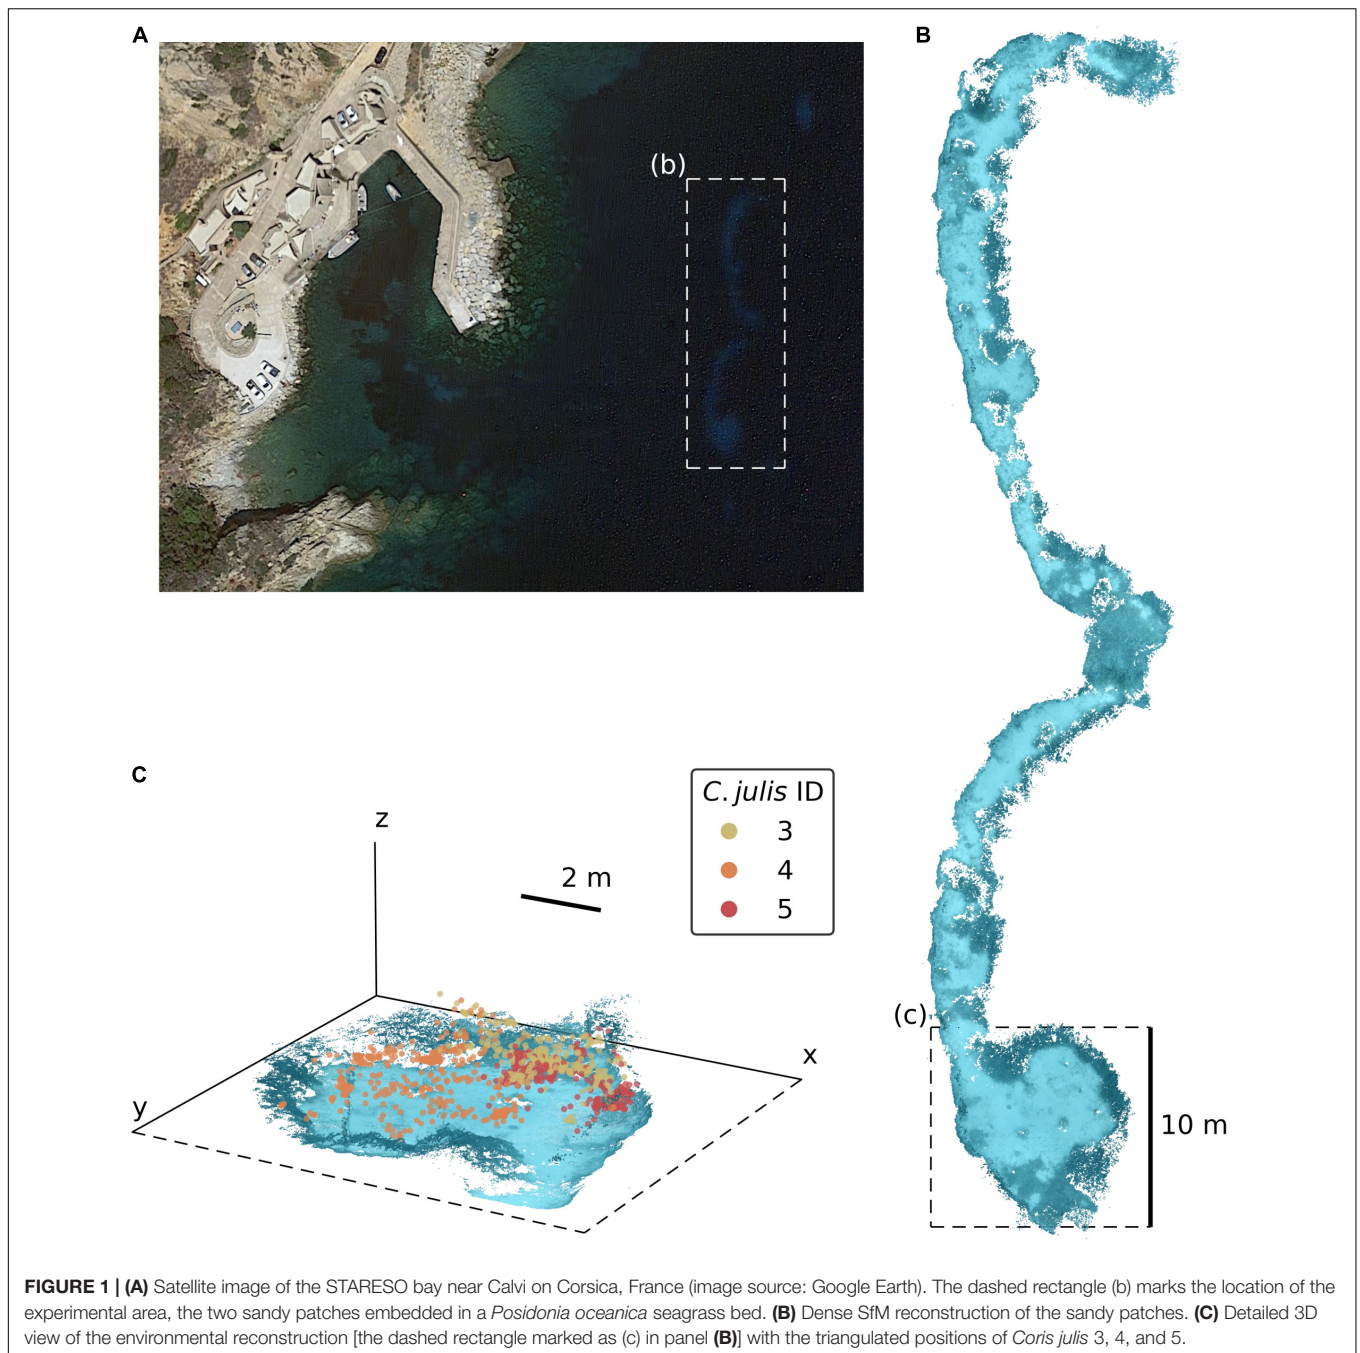 A
B
(b)
C
C. julis ID
3
4
5
z
2 m
x
y
(c)
10 m
FIGURE 1 | (A) Satellite image of the STARESO bay near Calvi on Corsica, France (image source: Google Earth). The dashed rectangle (b) marks the location of the
experimental area, the two sandy patches embedded in a Posidonia oceanica seagrass bed. (B) Dense SfM reconstruction of the sandy patches. (C) Detailed 3D
view of the environmental reconstruction [the dashed rectangle marked as (c) in panel (B)] with the triangulated positions of Coris julis 3, 4, and 5.